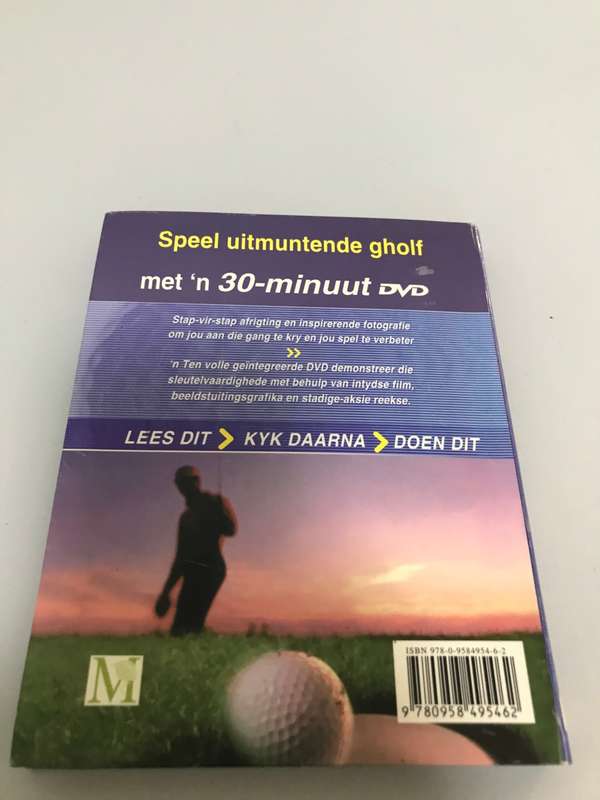 Speel uitmuntende gholf
met 'n 30-minuut DVD
Stap-vir-stap afrigting en inspirerende fotografie
om jou aan die gang te kry en jou spel te verbeter
'n Ten volle geïntegreerde DVD demonstreer die
sleutelvaardighede met behulp van intydse film,
beeldstuitingsgrafika en stadige-aksie reekse.
LEES DIT > KYK DAARNA > DOEN DIT
ISBN 978-0-9584954-6-2
9 780958 495462
M